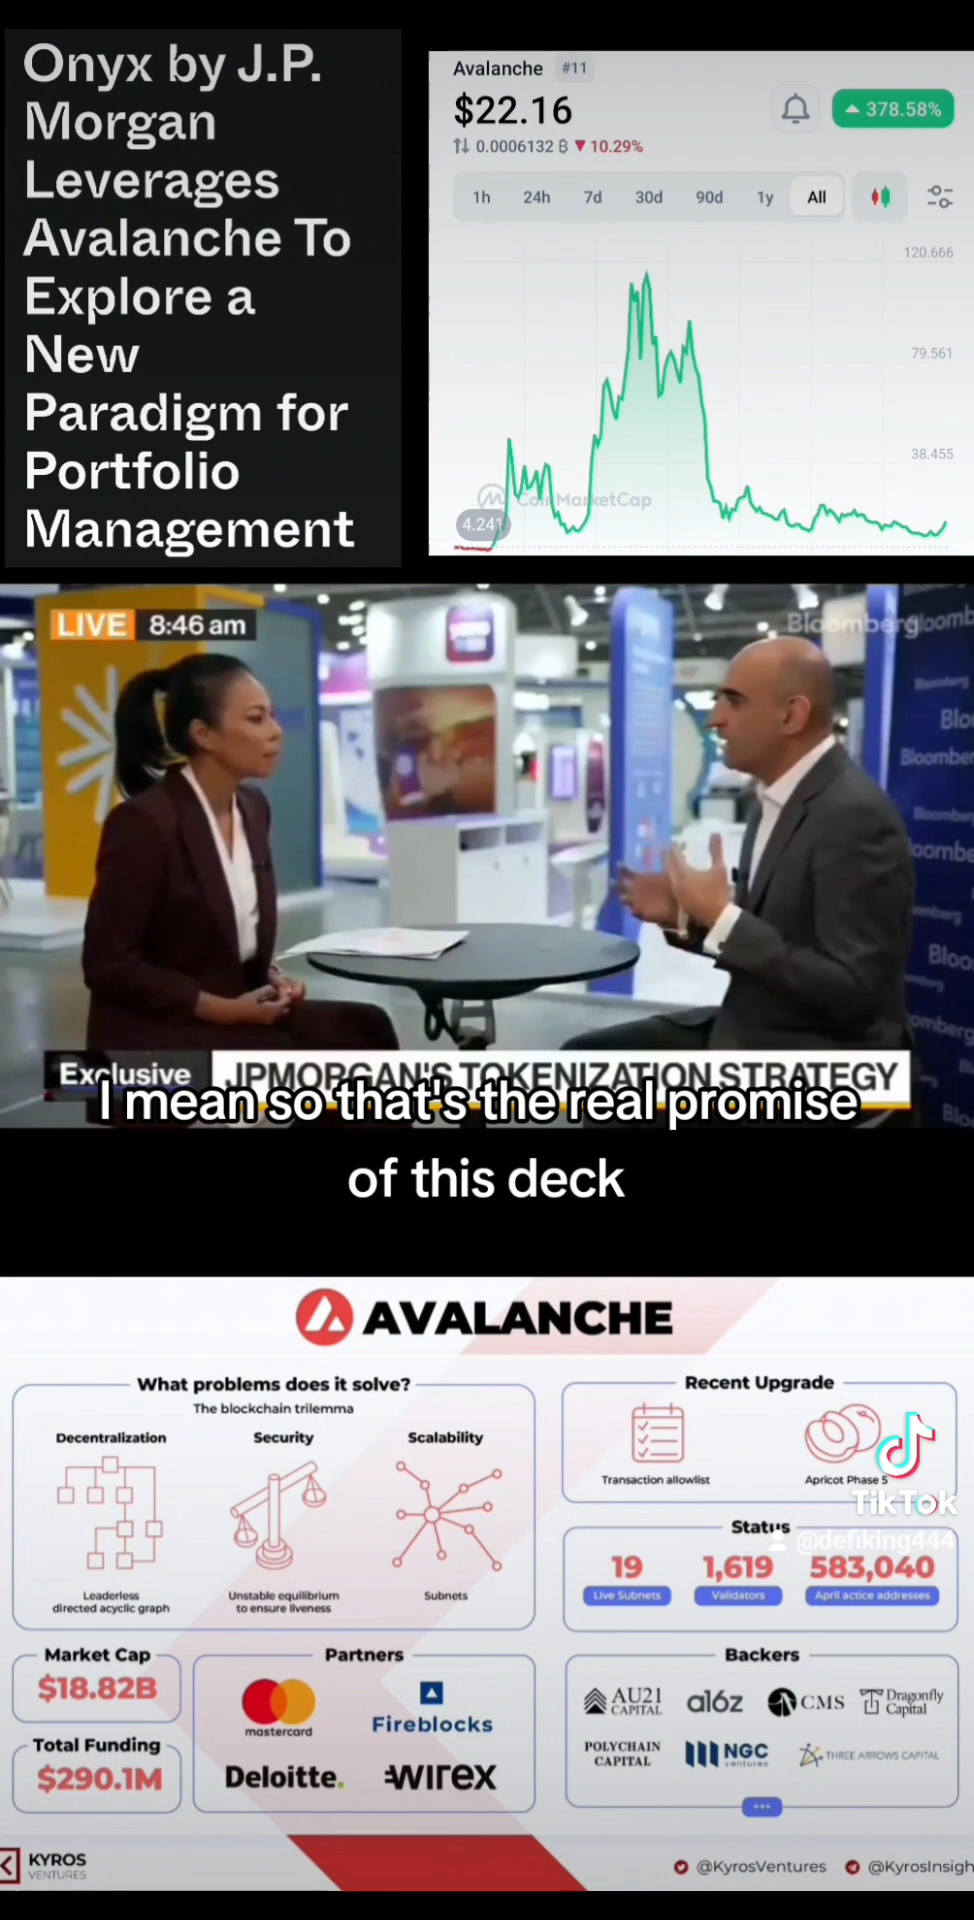 Onyx by J.P.
Morgan
Leverages
Avalanche To
Explore a
New
Paradigm for
Portfolio
Management
Avalanche #11
$22.16
378.58%
0.0006132 ₿ ▼ 10.29%
1h 24h 7d 30d 90d 1y All
120.666
79.561
38.455
CoinMarketCap
4.241
LIVE 8:46 am
Bloomberg
Bloomberg
Exclusive JPMORGAN'S TOKENIZATION STRATEGY
I mean so that's the real promise
of this deck
AVALANCHE
What problems does it solve?
The blockchain trilemma
Decentralization Security Scalability
Leaderless
directed acyclic graph
Unstable equilibrium
to ensure liveness
Subnets
Recent Upgrade
Transaction allowlist
Apricot Phase 5
TikTok
@defiking444
Status
19 1,619 583,040
Live Subnets Validators April actice addresses
Market Cap
$18.82B
Total Funding
$290.1M
Partners
mastercard
Fireblocks
Deloitte.
wirex
Backers
AU21
CAPITAL
a16z
CMS
Dragonfly
Capital
POLYCHAIN
CAPITAL
NGC
ventures
THREE ARROWS CAPITAL
KYROS
VENTURES
@KyrosVentures @KyrosInsigh